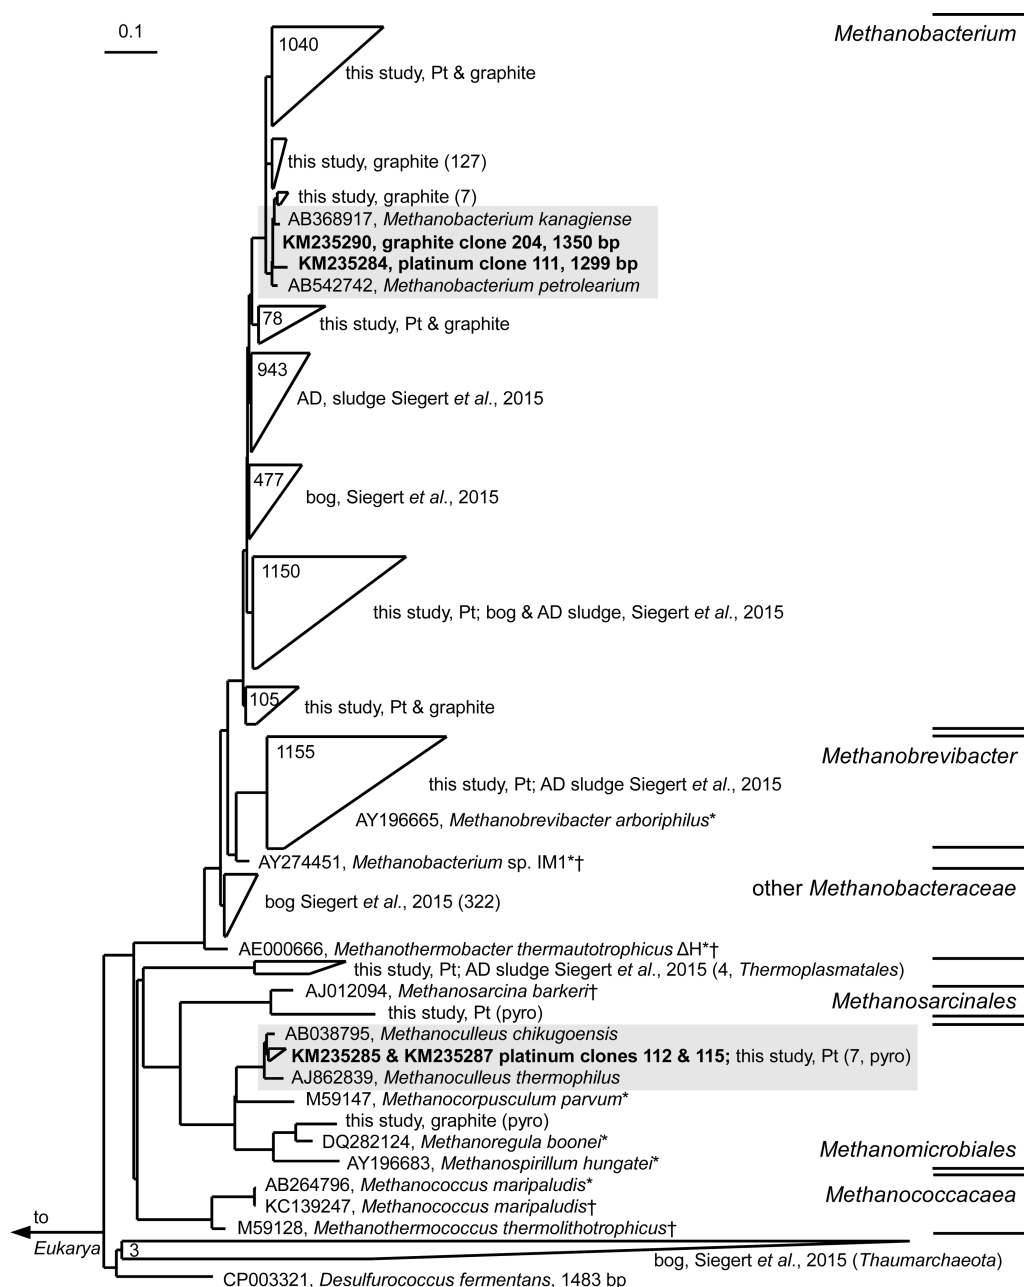 0.1
Methanobacterium
1040
this study, Pt & graphite
this study, graphite (127)
this study, graphite (7)
AB368917, Methanobacterium kanagiense
KM235290, graphite clone 204, 1350 bp
KM235284, platinum clone 111, 1299 bp
AB542742, Methanobacterium petrolearium
78
this study, Pt & graphite
943
AD, sludge Siegert et al., 2015
477
bog, Siegert et al., 2015
1150
this study, Pt; bog & AD sludge, Siegert et al., 2015
105
this study, Pt & graphite
1155
Methanobrevibacter
this study, Pt; AD sludge Siegert et al., 2015
AY196665, Methanobrevibacter arboriphilus*
AY274451, Methanobacterium sp. IM1*†
other Methanobacteraceae
bog Siegert et al., 2015 (322)
AE000666, Methanothermobacter thermautotrophicus ΔH*†
this study, Pt; AD sludge Siegert et al., 2015 (4, Thermoplasmatales)
AJ012094, Methanosarcina barkeri†
Methanosarcinales
this study, Pt (pyro)
AB038795, Methanoculleus chikugoensis
KM235285 & KM235287 platinum clones 112 & 115; this study, Pt (7, pyro)
AJ862839, Methanoculleus thermophilus
M59147, Methanocorpusculum parvum*
this study, graphite (pyro)
DQ282124, Methanoregula boonei*
Methanomicrobiales
AY196683, Methanospirillum hungatei*
AB264796, Methanococcus maripaludis*
Methanococcacaea
KC139247, Methanococcus maripaludis†
M59128, Methanothermococcus thermolithotrophicus†
to
Eukarya
3
bog, Siegert et al., 2015 (Thaumarchaeota)
CP003321, Desulfurococcus fermentans, 1483 bp